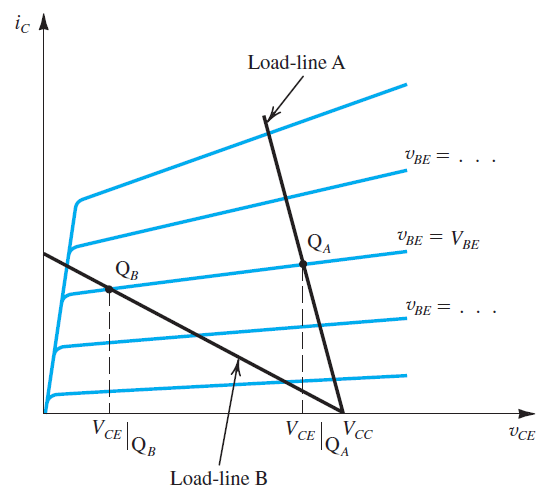 i_C
Load-line A
v_BE = . . .
Q_A
v_BE = V_BE
Q_B
v_BE = . . .
V_CE|Q_B
V_CE|Q_A
V_CC
v_CE
Load-line B